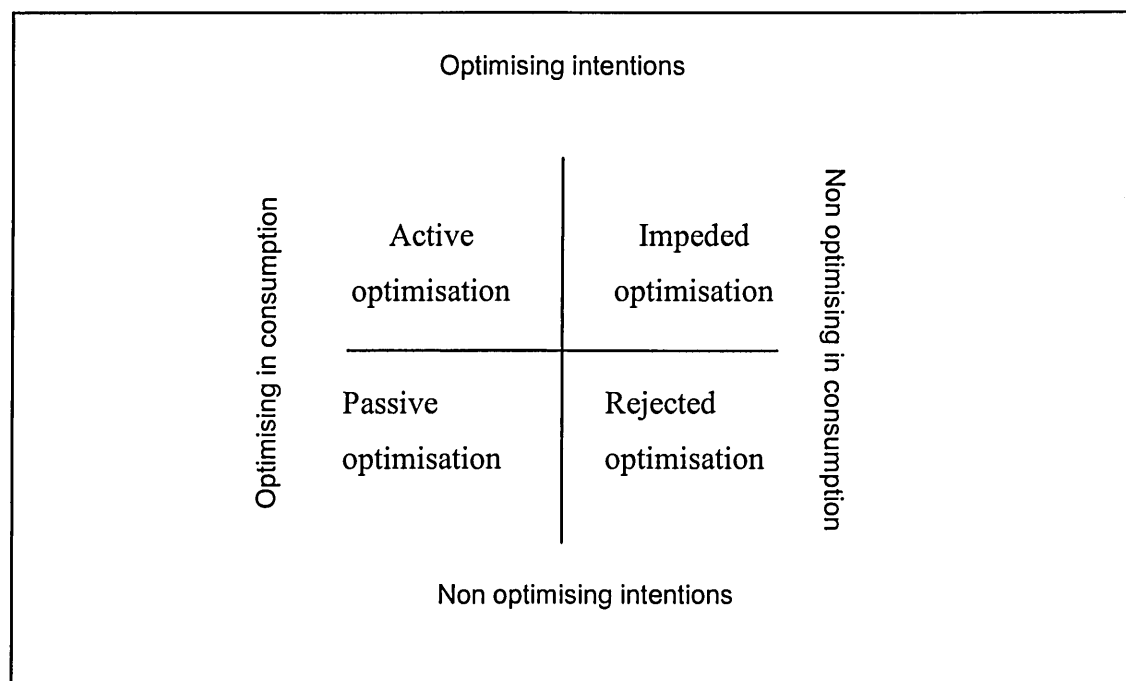 Optimising intentions
Optimising in consumption
Active
optimisation
Impeded
optimisation
Passive
optimisation
Rejected
optimisation
Non optimising in consumption
Non optimising intentions